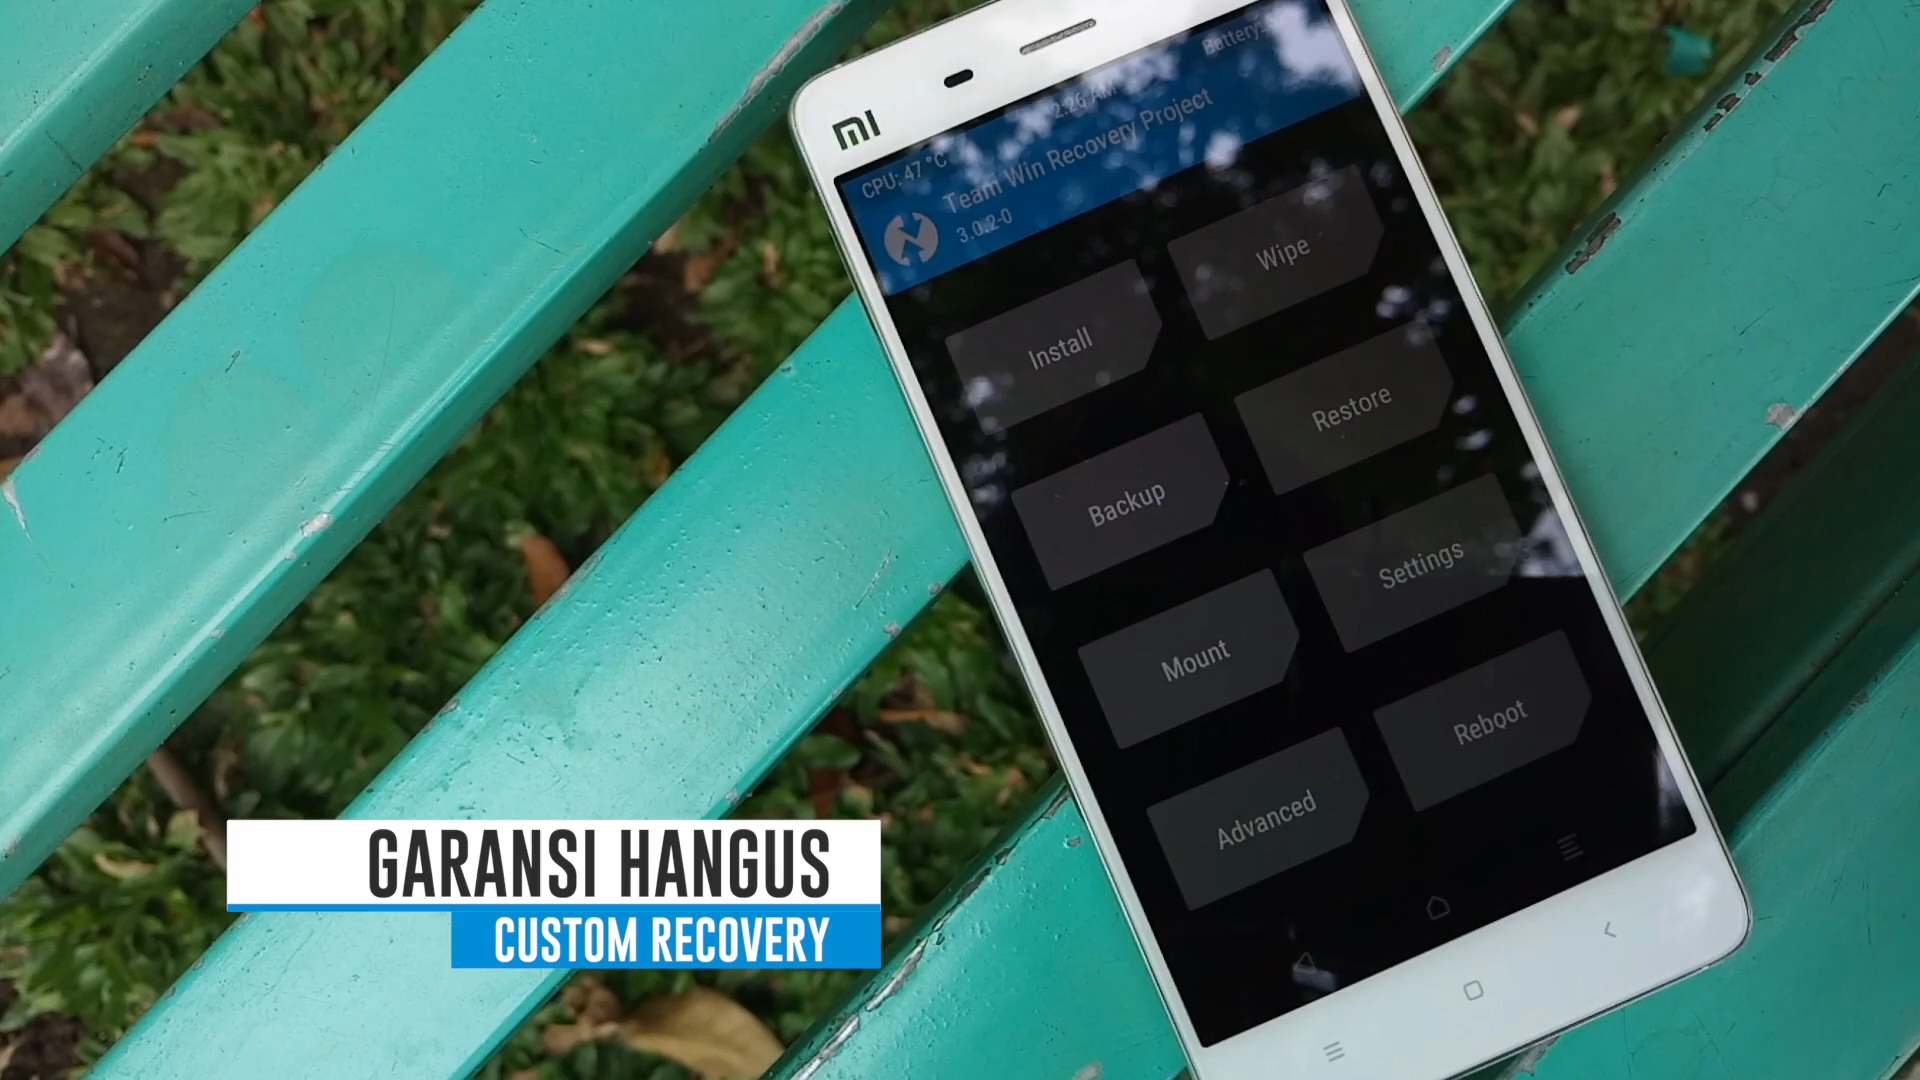 mi
Battery:
CPU: 47 °C
2:26 AM
Team Win Recovery Project
3.0.2-0
Install
Wipe
Backup
Restore
Mount
Settings
Advanced
Reboot
GARANSI HANGUS
CUSTOM RECOVERY